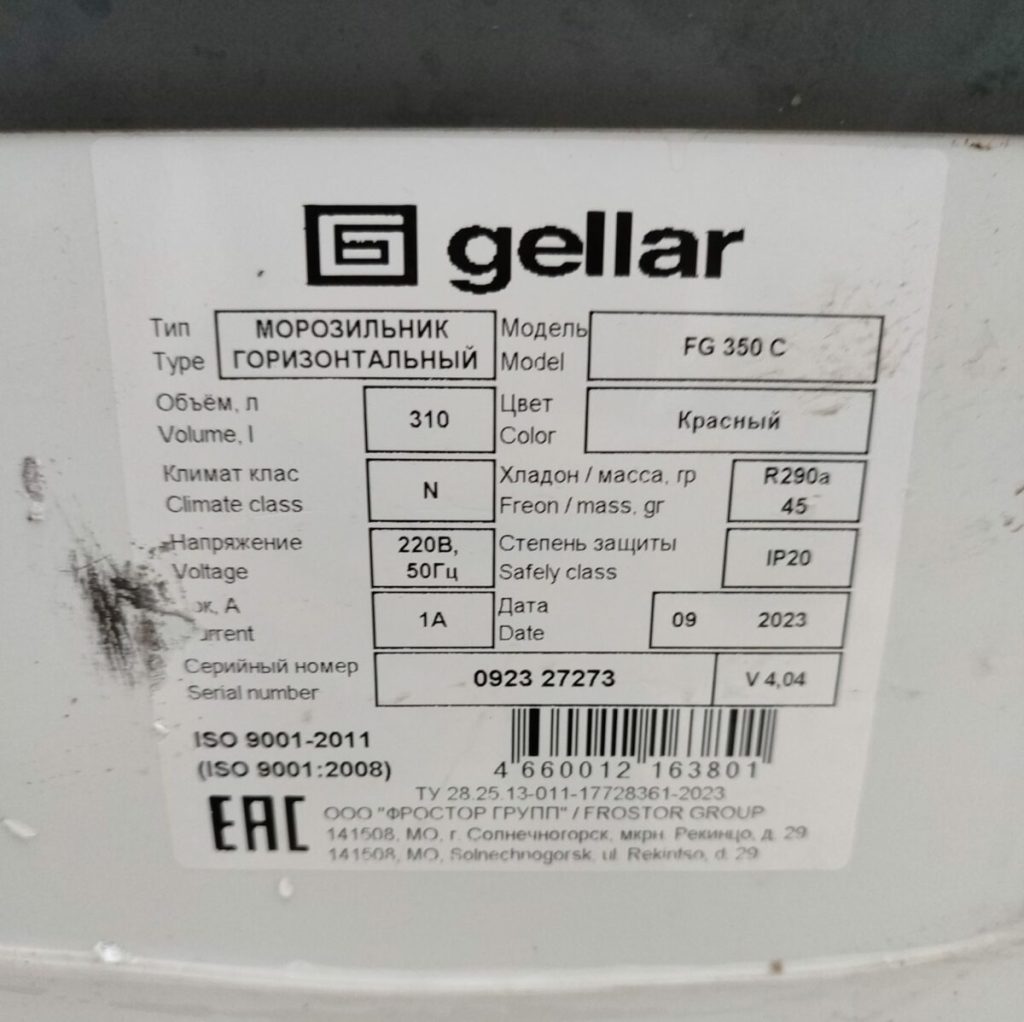 gellar
Тип МОРОЗИЛЬНИК Модель FG 350 C
Type ГОРИЗОНТАЛЬНЫЙ Model
Объём, л 310 Цвет Красный
Volume, l Color
Климат клас N Хладон / масса, гр R290a
Climate class Freon / mass, gr 45
Напряжение 220В, Степень защиты IP20
Voltage 50Гц Safely class
1А Дата 09 2023
Date
Серийный номер 0923 27273 V 4,04
Serial number
ISO 9001-2011
(ISO 9001:2008)
4 660012 163801
ТУ 28.25.13-011-17728361-2023
EAC ООО "ФРОСТОР ГРУПП" / FROSTOR GROUP
141508, МО, г. Солнечногорск, мкрн. Рекинцо, д. 29
141508, MO, Solnechnogorsk, ul. Rekintso, d. 29